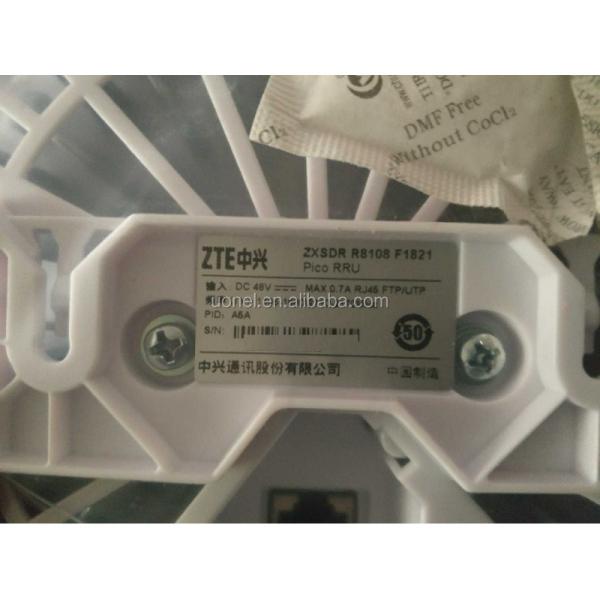 DMF Free
Without CoCl2
Cl2
ZTE中兴 ZXSDR R8108 F1821
Pico RRU
输入 DC 48V MAX 0.7A RJ45 FTP/UTP
uonel.en.alibaba.com
PID: A6A
S/N:
50
中兴通讯股份有限公司 中国制造